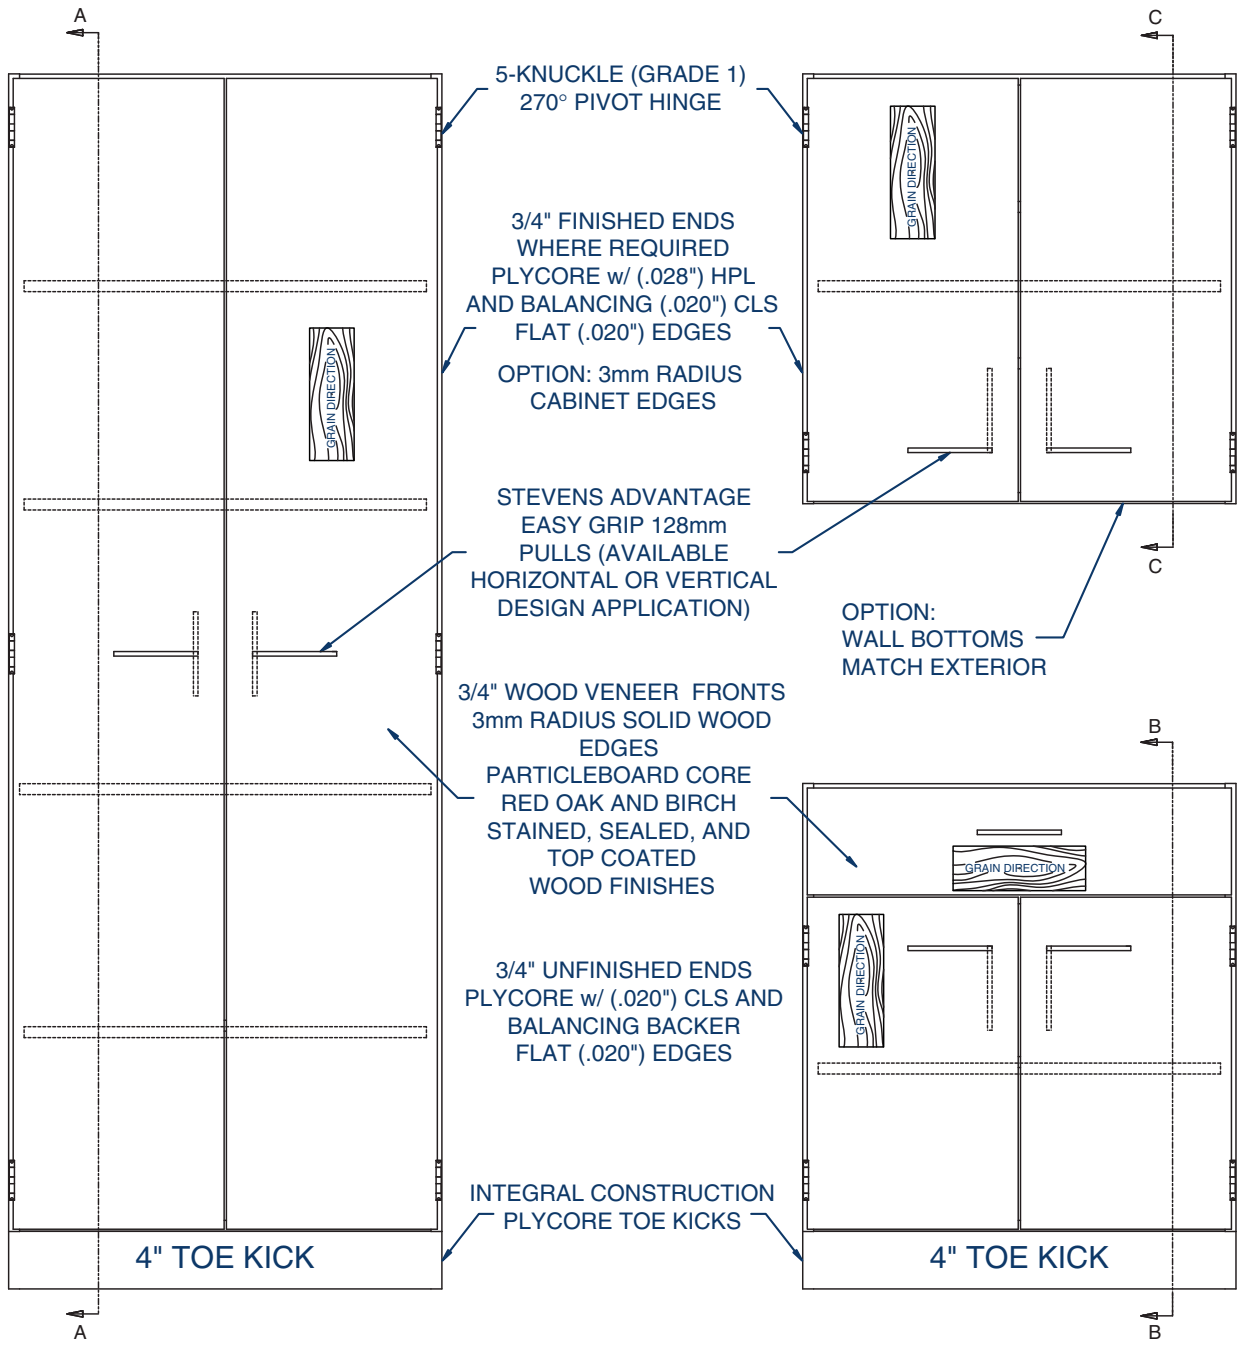 A
C
5-KNUCKLE (GRADE 1)
270° PIVOT HINGE
GRAIN DIRECTION
3/4" FINISHED ENDS
WHERE REQUIRED
PLYCORE w/ (.028") HPL
AND BALANCING (.020") CLS
FLAT (.020") EDGES
OPTION: 3mm RADIUS
CABINET EDGES
GRAIN DIRECTION
STEVENS ADVANTAGE
EASY GRIP 128mm
PULLS (AVAILABLE
HORIZONTAL OR VERTICAL
DESIGN APPLICATION)
C
OPTION:
WALL BOTTOMS
MATCH EXTERIOR
3/4" WOOD VENEER FRONTS
3mm RADIUS SOLID WOOD
EDGES
PARTICLEBOARD CORE
RED OAK AND BIRCH
STAINED, SEALED, AND
TOP COATED
WOOD FINISHES
B
GRAIN DIRECTION
GRAIN DIRECTION
3/4" UNFINISHED ENDS
PLYCORE w/ (.020") CLS AND
BALANCING BACKER
FLAT (.020") EDGES
INTEGRAL CONSTRUCTION
PLYCORE TOE KICKS
4" TOE KICK
4" TOE KICK
A
B